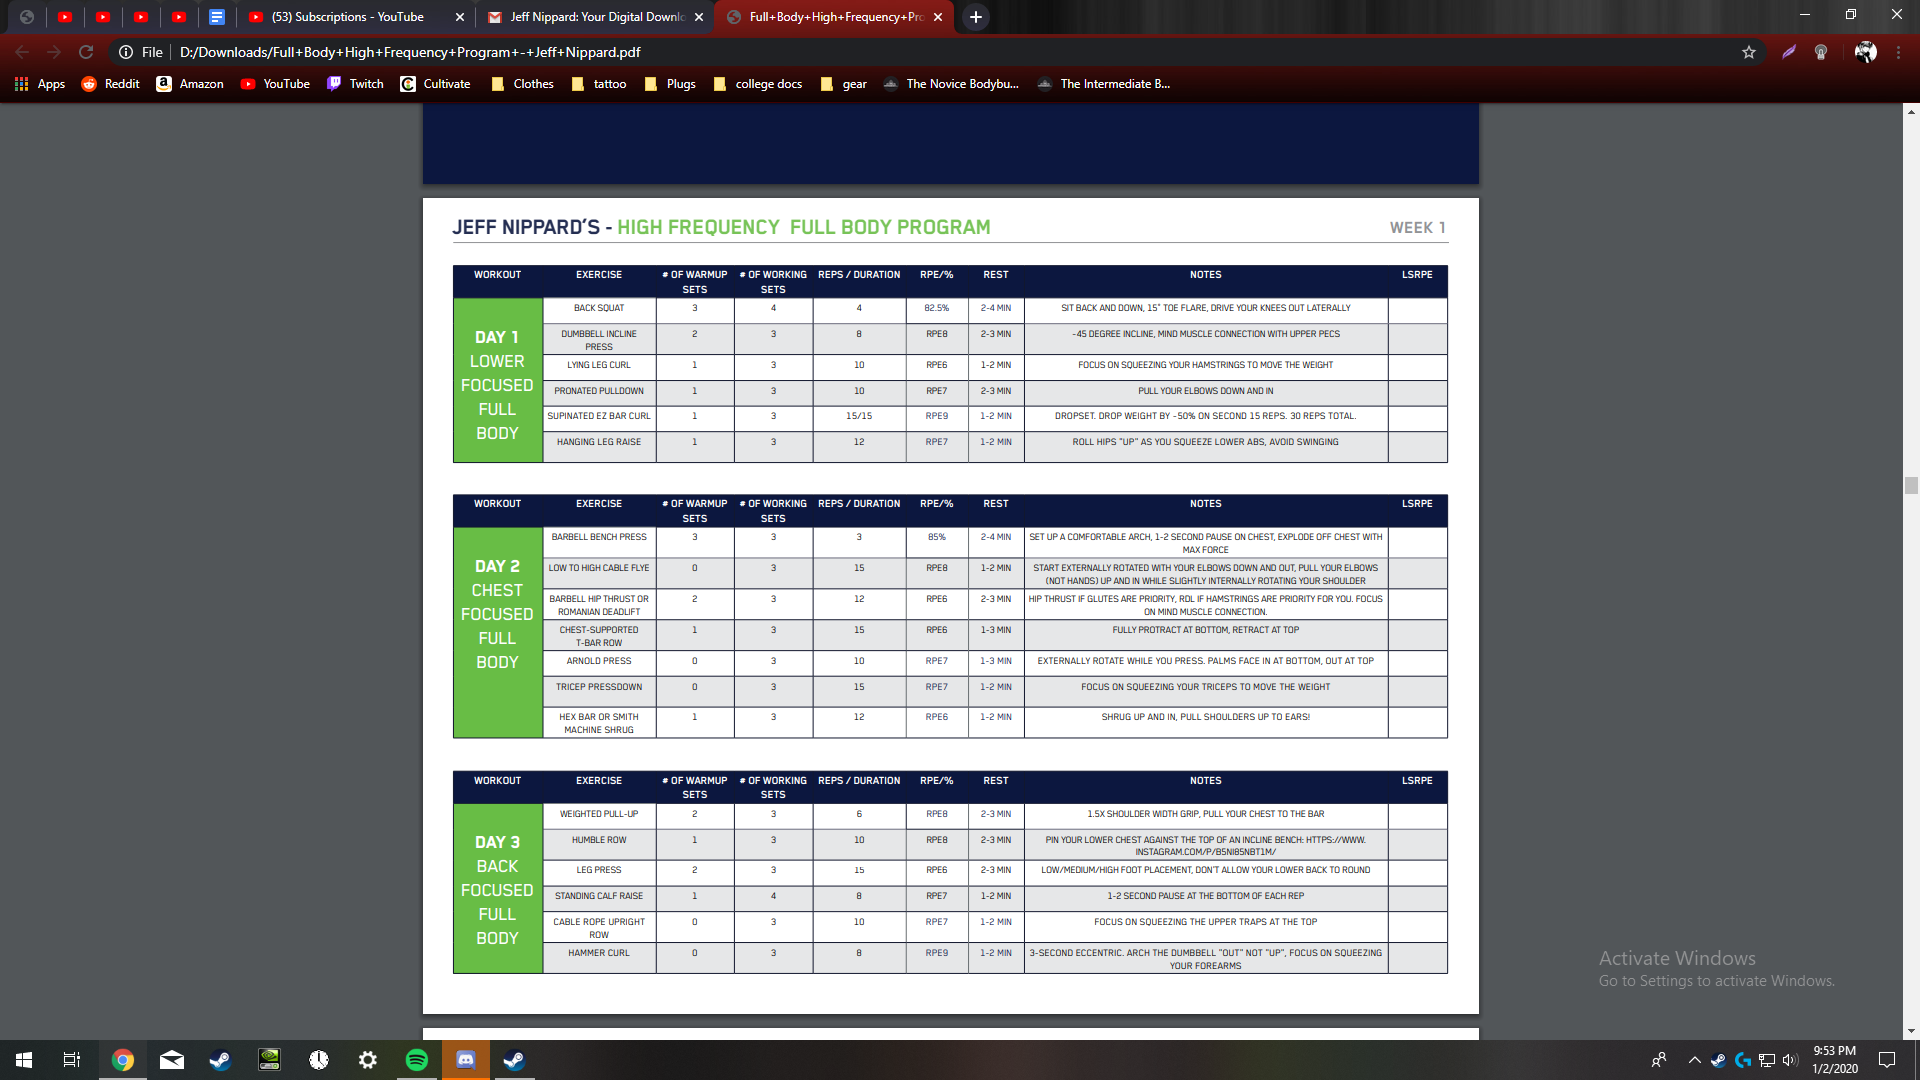 (53) Subscriptions - YouTube
Jeff Nippard: Your Digital Downlo
Full+Body+High+Frequency+Pro
File
D:/Downloads/Full+Body+High+Frequency+Program+-+Jeff+Nippard.pdf
Apps Reddit Amazon YouTube Twitch Cultivate Clothes tattoo Plugs college docs gear The Novice Bodybu... The Intermediate B...
JEFF NIPPARD'S - HIGH FREQUENCY FULL BODY PROGRAM WEEK 1
WORKOUT EXERCISE # OF WARMUP SETS # OF WORKING SETS REPS / DURATION RPE/% REST NOTES LSRPE
DAY 1
LOWER
FOCUSED
FULL
BODY
BACK SQUAT 3 4 4 82.5% 2-4 MIN SIT BACK AND DOWN, 15° TOE FLARE, DRIVE YOUR KNEES OUT LATERALLY
DUMBBELL INCLINE PRESS 2 3 8 RPE8 2-3 MIN ~45 DEGREE INCLINE, MIND MUSCLE CONNECTION WITH UPPER PECS
LYING LEG CURL 1 3 10 RPE6 1-2 MIN FOCUS ON SQUEEZING YOUR HAMSTRINGS TO MOVE THE WEIGHT
PRONATED PULLDOWN 1 3 10 RPE7 2-3 MIN PULL YOUR ELBOWS DOWN AND IN
SUPINATED EZ BAR CURL 1 3 15/15 RPE9 1-2 MIN DROPSET. DROP WEIGHT BY ~50% ON SECOND 15 REPS. 30 REPS TOTAL.
HANGING LEG RAISE 1 3 12 RPE7 1-2 MIN ROLL HIPS "UP" AS YOU SQUEEZE LOWER ABS, AVOID SWINGING
WORKOUT EXERCISE # OF WARMUP SETS # OF WORKING SETS REPS / DURATION RPE/% REST NOTES LSRPE
DAY 2
CHEST
FOCUSED
FULL
BODY
BARBELL BENCH PRESS 3 3 3 85% 2-4 MIN SET UP A COMFORTABLE ARCH, 1-2 SECOND PAUSE ON CHEST, EXPLODE OFF CHEST WITH MAX FORCE
LOW TO HIGH CABLE FLYE 0 3 15 RPE8 1-2 MIN START EXTERNALLY ROTATED WITH YOUR ELBOWS DOWN AND OUT, PULL YOUR ELBOWS (NOT HANDS) UP AND IN WHILE SLIGHTLY INTERNALLY ROTATING YOUR SHOULDER
BARBELL HIP THRUST OR ROMANIAN DEADLIFT 2 3 12 RPE6 2-3 MIN HIP THRUST IF GLUTES ARE PRIORITY, RDL IF HAMSTRINGS ARE PRIORITY FOR YOU. FOCUS ON MIND MUSCLE CONNECTION.
CHEST-SUPPORTED T-BAR ROW 1 3 15 RPE6 1-3 MIN FULLY PROTRACT AT BOTTOM, RETRACT AT TOP
ARNOLD PRESS 0 3 10 RPE7 1-3 MIN EXTERNALLY ROTATE WHILE YOU PRESS. PALMS FACE IN AT BOTTOM, OUT AT TOP
TRICEP PRESSDOWN 0 3 15 RPE7 1-2 MIN FOCUS ON SQUEEZING YOUR TRICEPS TO MOVE THE WEIGHT
HEX BAR OR SMITH MACHINE SHRUG 1 3 12 RPE6 1-2 MIN SHRUG UP AND IN, PULL SHOULDERS UP TO EARS!
WORKOUT EXERCISE # OF WARMUP SETS # OF WORKING SETS REPS / DURATION RPE/% REST NOTES LSRPE
DAY 3
BACK
FOCUSED
FULL
BODY
WEIGHTED PULL-UP 2 3 6 RPE8 2-3 MIN 1.5X SHOULDER WIDTH GRIP, PULL YOUR CHEST TO THE BAR
HUMBLE ROW 1 3 10 RPE8 2-3 MIN PIN YOUR LOWER CHEST AGAINST THE TOP OF AN INCLINE BENCH: HTTPS://WWW.INSTAGRAM.COM/P/B5NI85NBT1M/
LEG PRESS 2 3 15 RPE6 2-3 MIN LOW/MEDIUM/HIGH FOOT PLACEMENT, DON'T ALLOW YOUR LOWER BACK TO ROUND
STANDING CALF RAISE 1 4 8 RPE7 1-2 MIN 1-2 SECOND PAUSE AT THE BOTTOM OF EACH REP
CABLE ROPE UPRIGHT ROW 0 3 10 RPE7 1-2 MIN FOCUS ON SQUEEZING THE UPPER TRAPS AT THE TOP
HAMMER CURL 0 3 8 RPE9 1-2 MIN 3-SECOND ECCENTRIC. ARCH THE DUMBBELL "OUT" NOT "UP", FOCUS ON SQUEEZING YOUR FOREARMS
Activate Windows
Go to Settings to activate Windows.
9:53 PM
1/2/2020